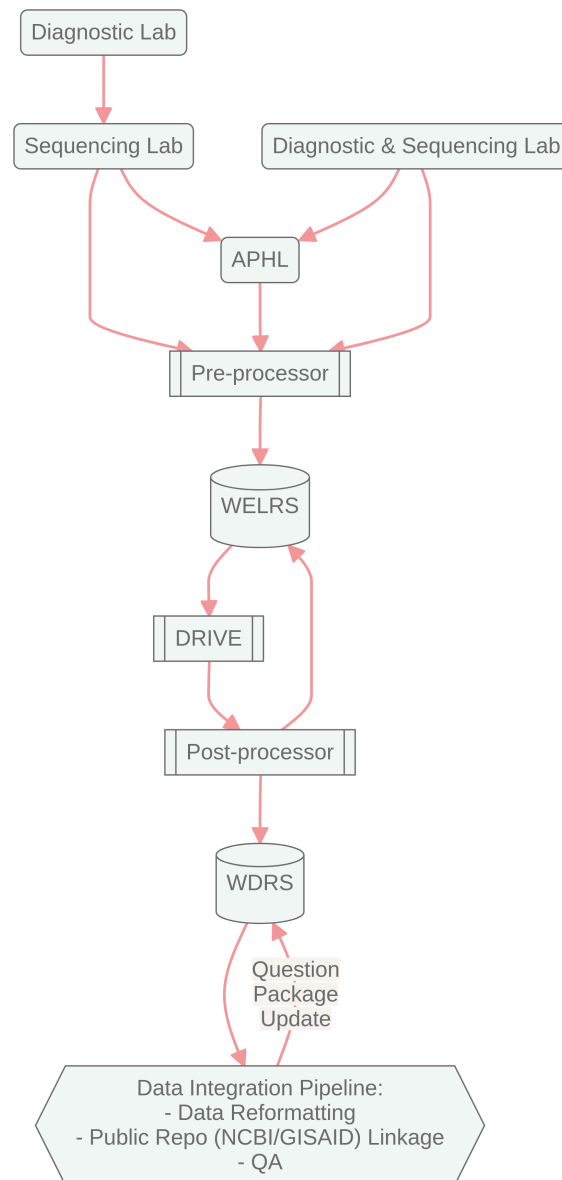 Diagnostic Lab
Sequencing Lab
Diagnostic & Sequencing Lab
APHL
Pre-processor
WELRS
DRIVE
Post-processor
WDRS
Question
Package
Update
Data Integration Pipeline:
- Data Reformatting
- Public Repo (NCBI/GISAID) Linkage
- QA